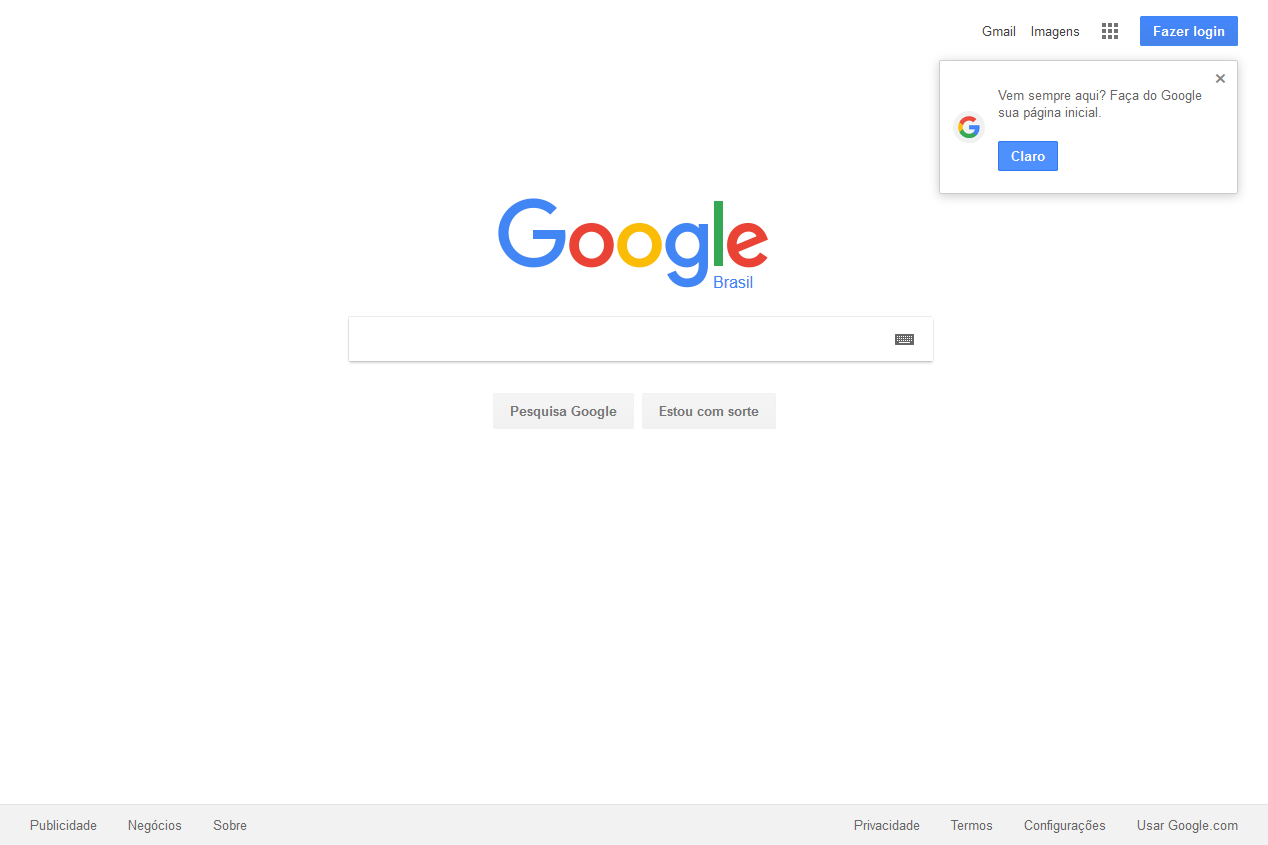 Gmail Imagens Fazer login
Vem sempre aqui? Faça do Google
sua página inicial.
Claro
Google
Brasil
Pesquisa Google Estou com sorte
Publicidade Negócios Sobre Privacidade Termos Configurações Usar Google.com